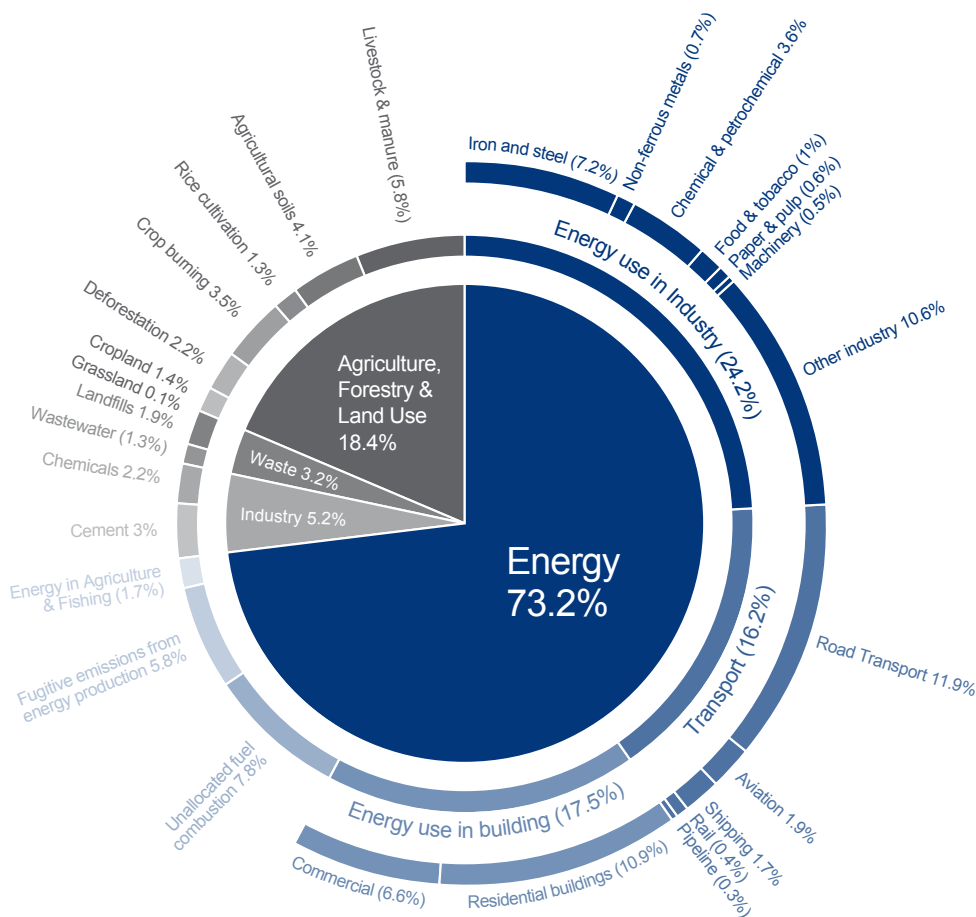 Livestock & manure (5.8%)
Agricultural soils 4.1%
Rice cultivation 1.3%
Crop burning 3.5%
Deforestation 2.2%
Cropland 1.4%
Grassland 0.1%
Landfills 1.9%
Wastewater (1.3%)
Chemicals 2.2%
Cement 3%
Energy in Agriculture
& Fishing (1.7%)
Fugitive emissions from
energy production 5.8%
Unallocated fuel
combustion 7.8%
Iron and steel (7.2%)
Non-ferrous metals (0.7%)
Chemical & petrochemical 3.6%
Food & tobacco (1%)
Paper & pulp (0.6%)
Machinery (0.5%)
Other industry 10.6%
Energy use in Industry (24.2%)
Road Transport 11.9%
Transport (16.2%)
Aviation 1.9%
Shipping 1.7%
Rail (0.4%)
Pipeline (0.3%)
Energy use in building (17.5%)
Residential buildings (10.9%)
Commercial (6.6%)
Agriculture,
Forestry &
Land Use
18.4%
Waste 3.2%
Industry 5.2%
Energy
73.2%